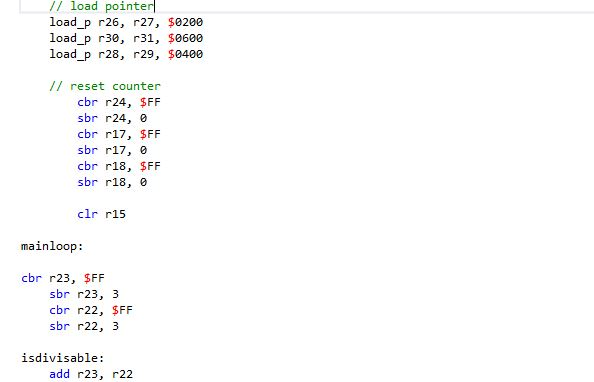 // load pointer
load_p r26, r27, $0200
load_p r30, r31, $0600
load_p r28, r29, $0400
// reset counter
cbr r24, $FF
sbr r24, 0
cbr r17, $FF
sbr r17, 0
cbr r18, $FF
sbr r18, 0
clr r15
mainloop:
cbr r23, $FF
sbr r23, 3
cbr r22, $FF
sbr r22, 3
isdivisable:
add r23, r22